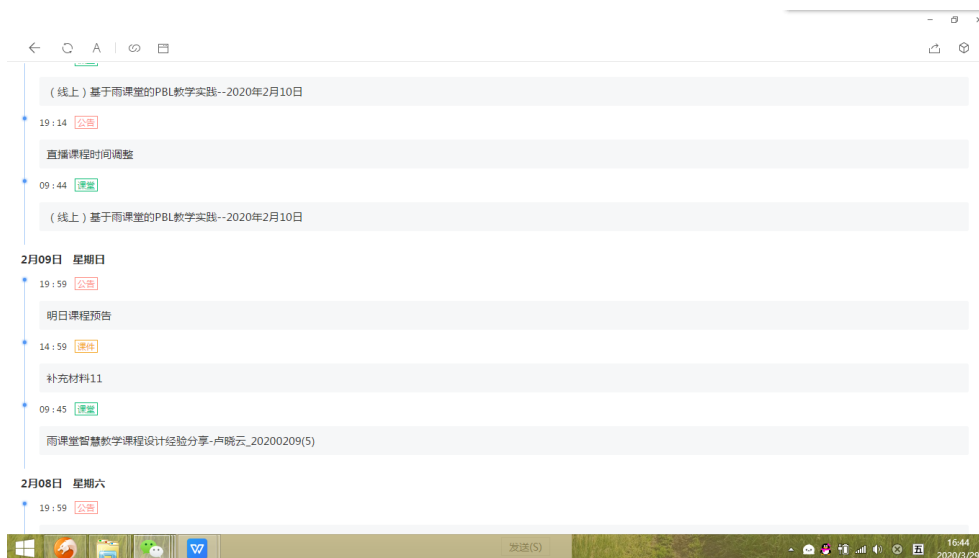 （线上）基于雨课堂的PBL教学实践--2020年2月10日
19:14 公告
直播课程时间调整
09:44 课堂
（线上）基于雨课堂的PBL教学实践--2020年2月10日
2月09日 星期日
19:59 公告
明日课程预告
14:59 课件
补充材料11
09:45 课堂
雨课堂智慧教学课程设计经验分享-卢晓云_20200209(5)
2月08日 星期六
19:59 公告
发送(S)
五
16:44
2020/3/29